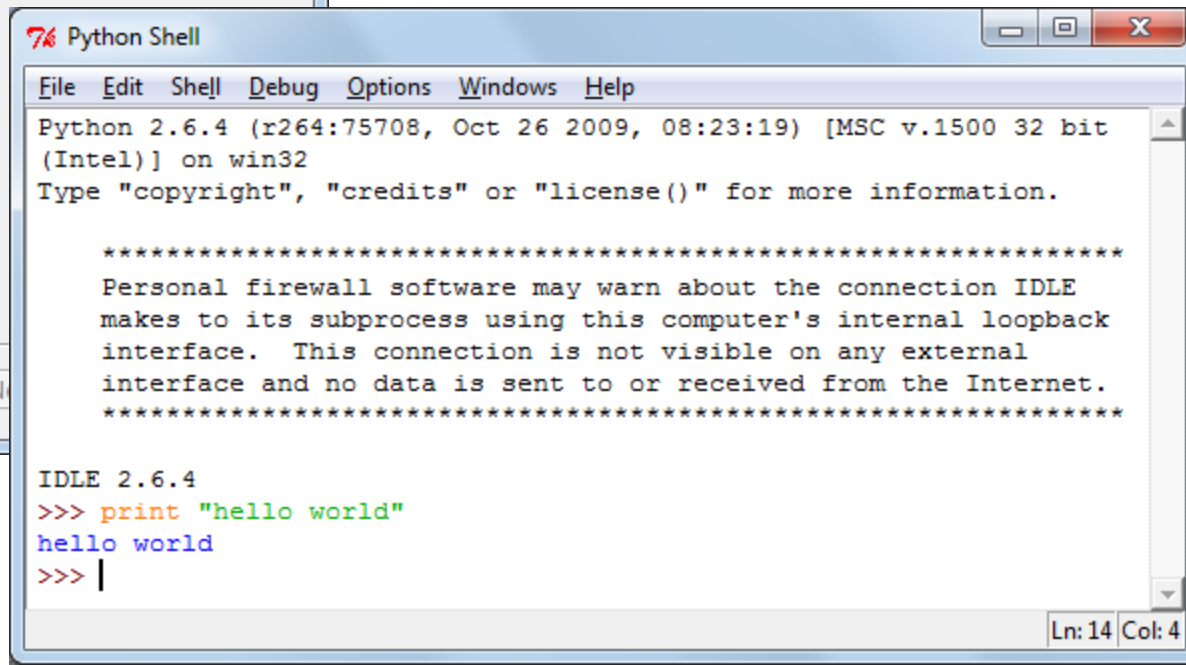 Python Shell
File Edit Shell Debug Options Windows Help
Python 2.6.4 (r264:75708, Oct 26 2009, 08:23:19) [MSC v.1500 32 bit
(Intel)] on win32
Type "copyright", "credits" or "license()" for more information.
****************************************************************
Personal firewall software may warn about the connection IDLE
makes to its subprocess using this computer's internal loopback
interface.  This connection is not visible on any external
interface and no data is sent to or received from the Internet.
****************************************************************
IDLE 2.6.4
>>> print "hello world"
hello world
>>>
Ln: 14 Col: 4